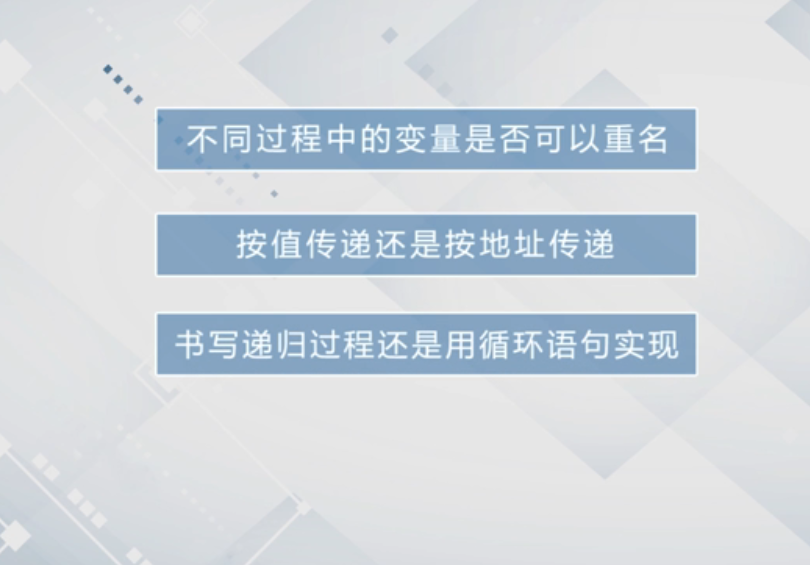 不同过程中的变量是否可以重名
按值传递还是按地址传递
书写递归过程还是用循环语句实现